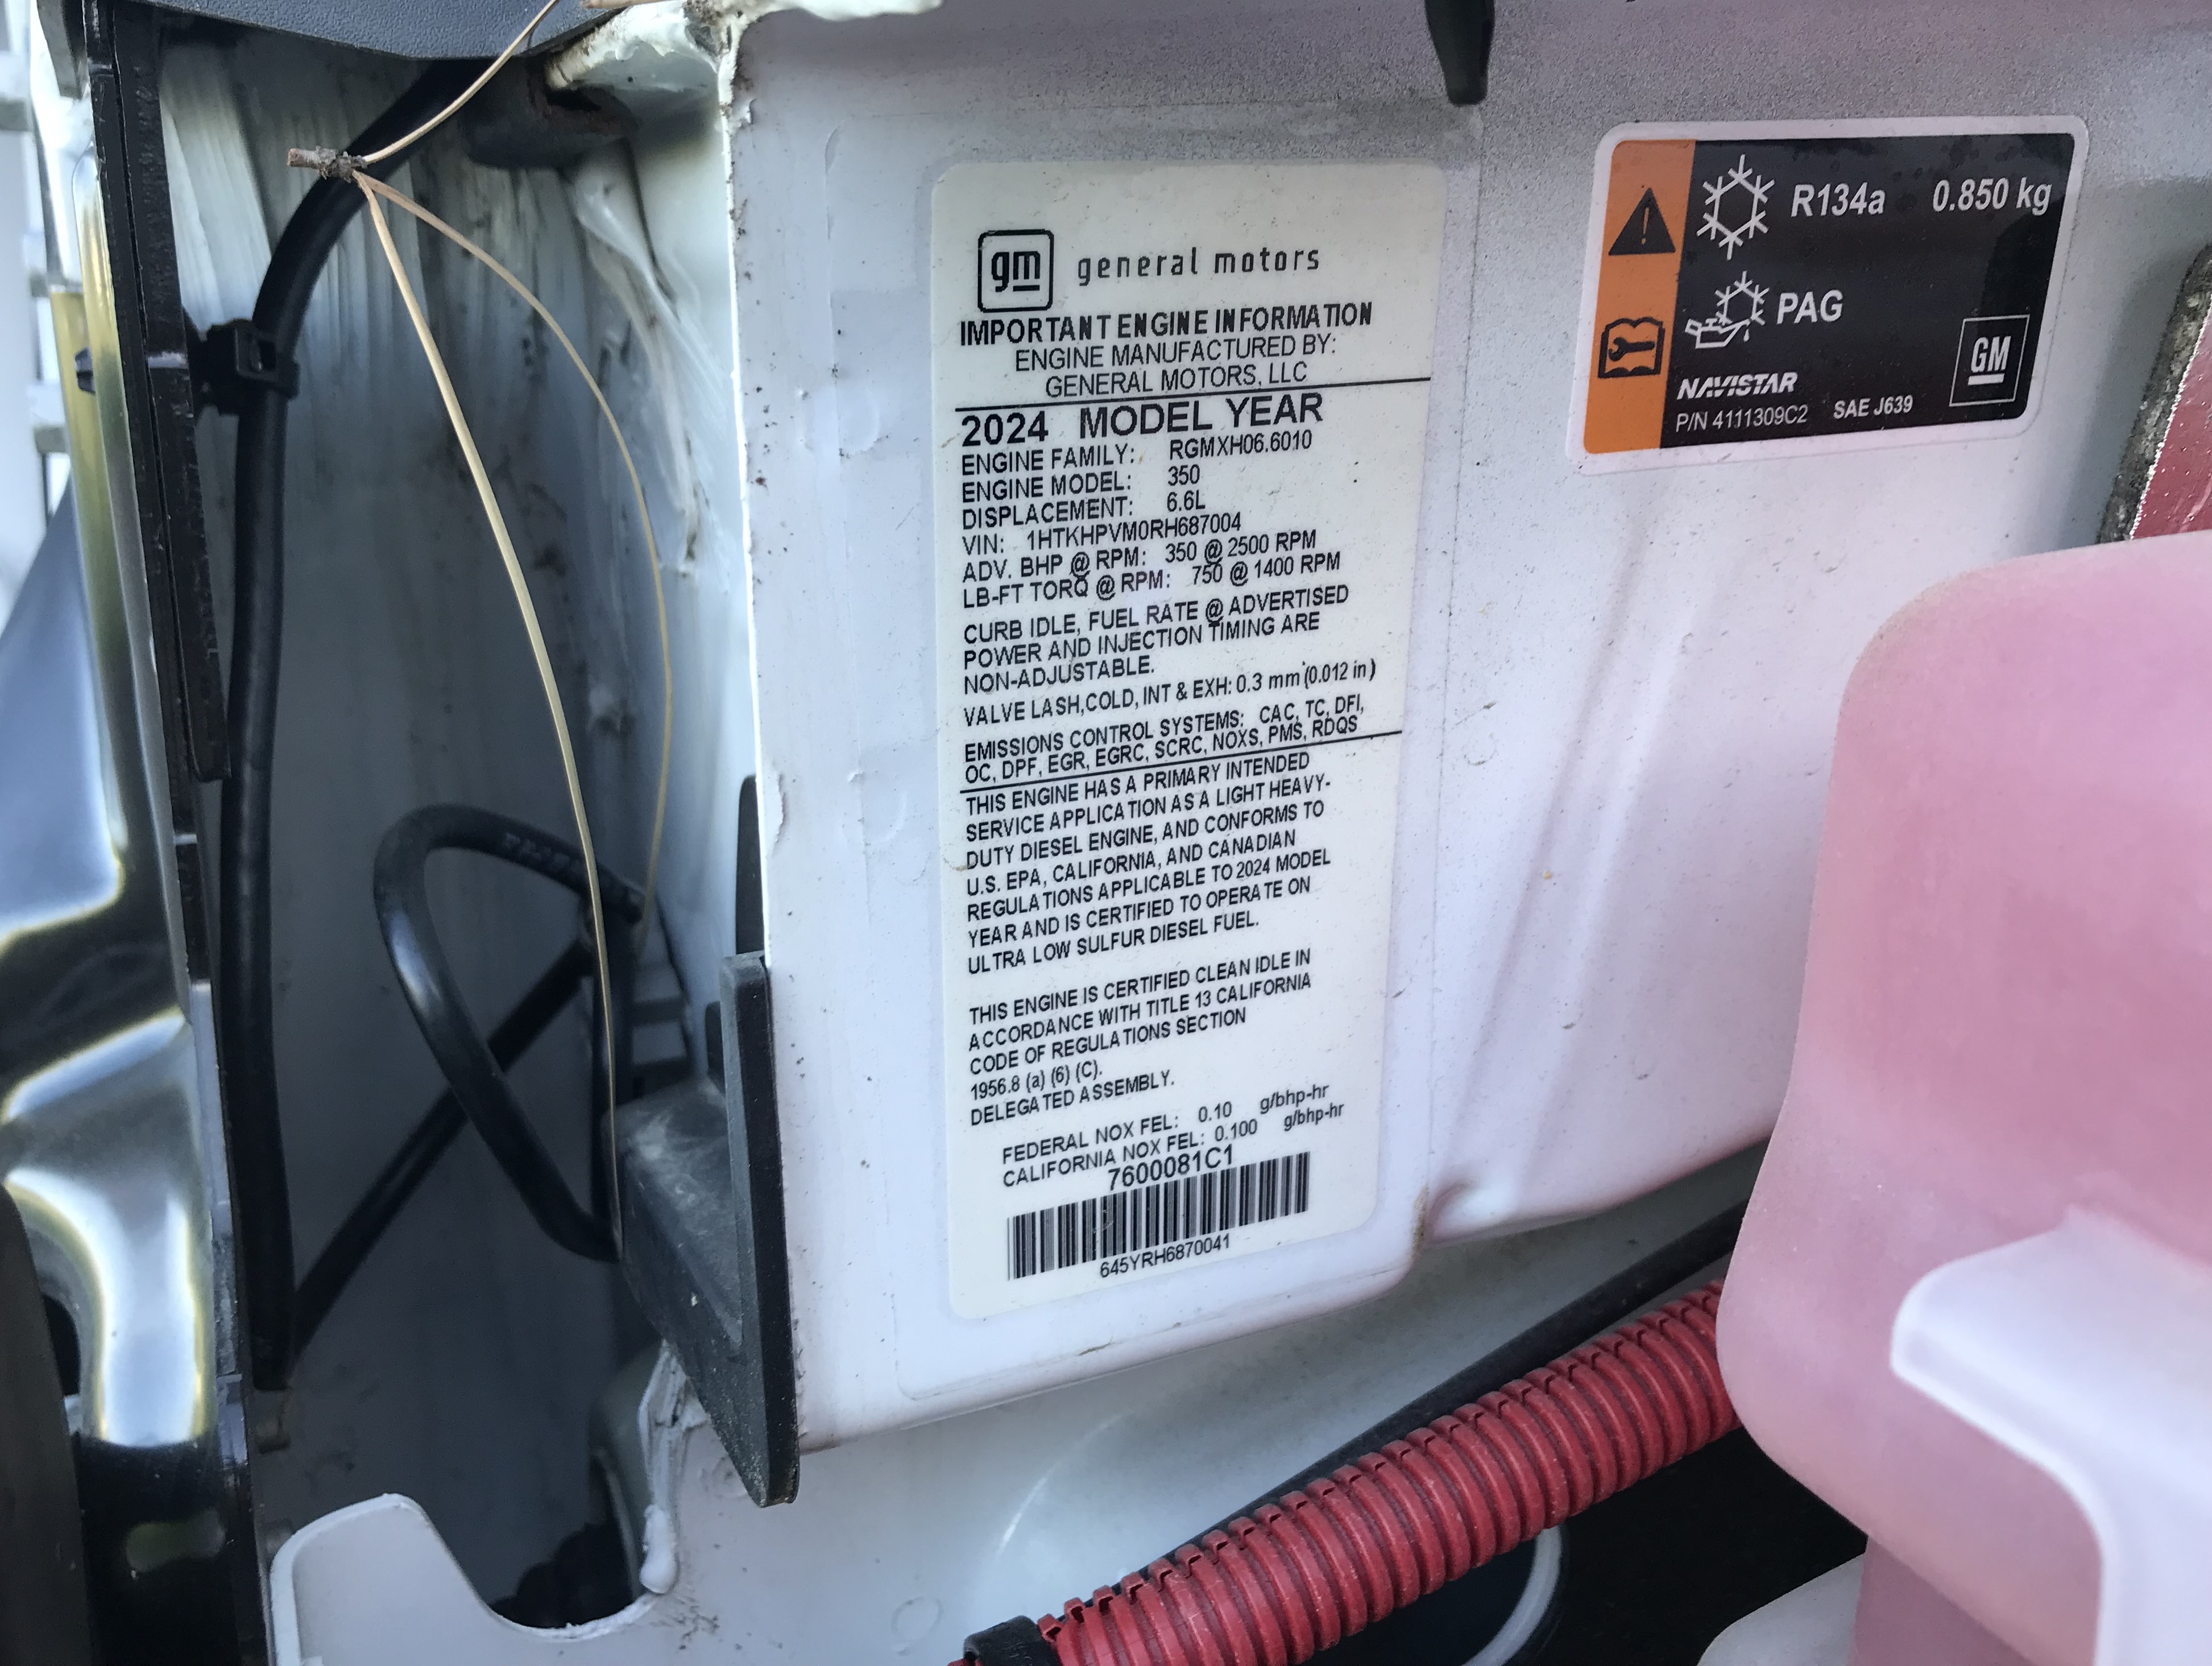 gm general motors
IMPORTANT ENGINE INFORMATION
ENGINE MANUFACTURED BY:
GENERAL MOTORS, LLC
2024 MODEL YEAR
ENGINE FAMILY: RGMXH06.6010
ENGINE MODEL: 350
DISPLACEMENT: 6.6L
VIN: 1HTKHPVM0RH687004
ADV. BHP @ RPM: 350 @ 2500 RPM
LB-FT TORQ @ RPM: 750 @ 1400 RPM
CURB IDLE, FUEL RATE @ ADVERTISED
POWER AND INJECTION TIMING ARE
NON-ADJUSTABLE.
VALVE LASH,COLD, INT & EXH: 0.3 mm (0.012 in)
EMISSIONS CONTROL SYSTEMS: CAC, TC, DFI,
OC, DPF, EGR, EGRC, SCRC, NOXS, PMS, RDQS
THIS ENGINE HAS A PRIMARY INTENDED
SERVICE APPLICATION AS A LIGHT HEAVY-
DUTY DIESEL ENGINE, AND CONFORMS TO
U.S. EPA, CALIFORNIA, AND CANADIAN
REGULATIONS APPLICABLE TO 2024 MODEL
YEAR AND IS CERTIFIED TO OPERATE ON
ULTRA LOW SULFUR DIESEL FUEL.
THIS ENGINE IS CERTIFIED CLEAN IDLE IN
ACCORDANCE WITH TITLE 13 CALIFORNIA
CODE OF REGULATIONS SECTION
1956.8 (a) (6) (C).
DELEGATED ASSEMBLY.
FEDERAL NOX FEL: 0.10 g/bhp-hr
CALIFORNIA NOX FEL: 0.100 g/bhp-hr
7600081C1
645YRH6870041
R134a 0.850 kg
PAG
NAVISTAR
P/N 4111309C2 SAE J639
GM